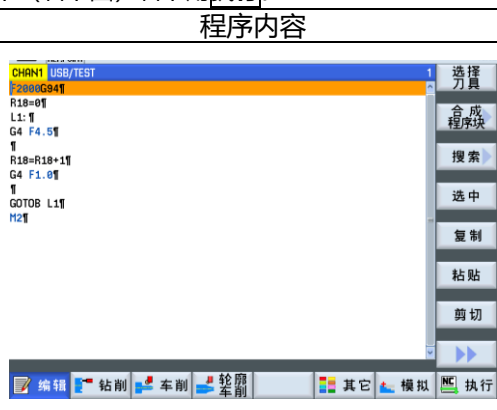 程序内容
CHAN1 USB/TEST 1
F2000G94¶
R18=0¶
L1:¶
G4 F4.5¶
¶
R18=R18+1¶
G4 F1.0¶
¶
GOTOB L1¶
M2¶
选择
刀具
合成
程序块
搜索
选中
复制
粘贴
剪切
编辑 钻削 车削 轮廓车削 其它 模拟 NC 执行